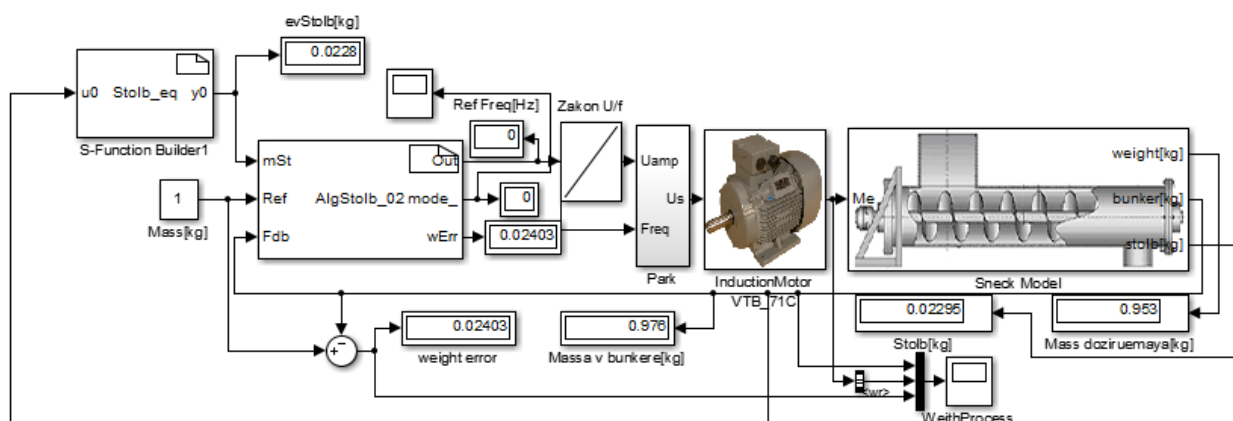 evStolb[kg]
0.0228
u0 Stolb_eq y0
S-Function Builder1
Ref Freq[Hz]
0
Zakon U/f
mSt
Out
Ref
AlgStolb_02 mode_
Fdb
wErr
1
Mass[kg]
0
0.02403
Uamp
Us
Freq
Park
InductionMotor
VTB_71C
Me
weight[kg]
bunker[kg]
stolb[kg]
Sneck Model
0.02403
weight error
0.976
Massa v bunkere[kg]
0.02295
Stolb[kg]
0.953
Mass doziruemaya[kg]
<wr>
WeithProcess